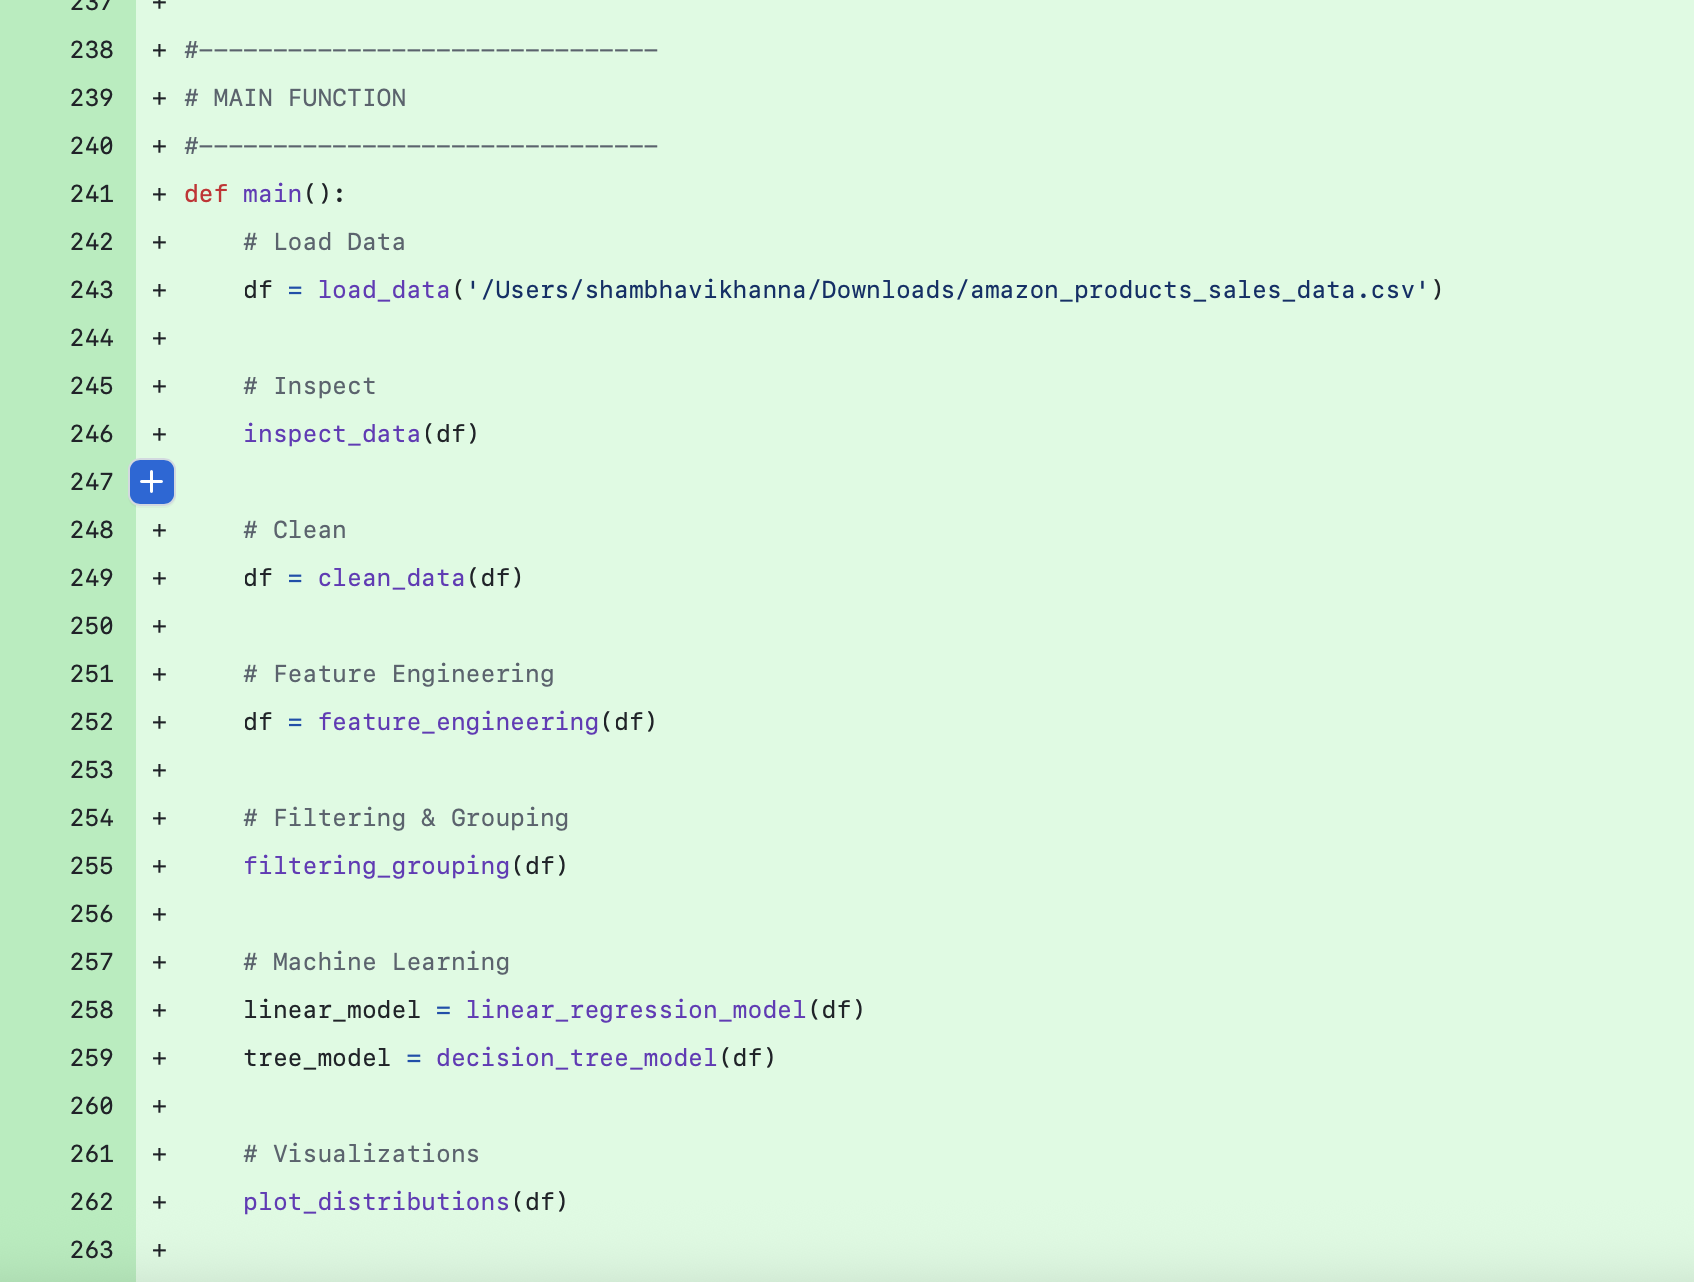 237 +
238 + #-------------------------------
239 + # MAIN FUNCTION
240 + #-------------------------------
241 + def main():
242 +     # Load Data
243 +     df = load_data('/Users/shambhavikhanna/Downloads/amazon_products_sales_data.csv')
244 +
245 +     # Inspect
246 +     inspect_data(df)
247 +
248 +     # Clean
249 +     df = clean_data(df)
250 +
251 +     # Feature Engineering
252 +     df = feature_engineering(df)
253 +
254 +     # Filtering & Grouping
255 +     filtering_grouping(df)
256 +
257 +     # Machine Learning
258 +     linear_model = linear_regression_model(df)
259 +     tree_model = decision_tree_model(df)
260 +
261 +     # Visualizations
262 +     plot_distributions(df)
263 +